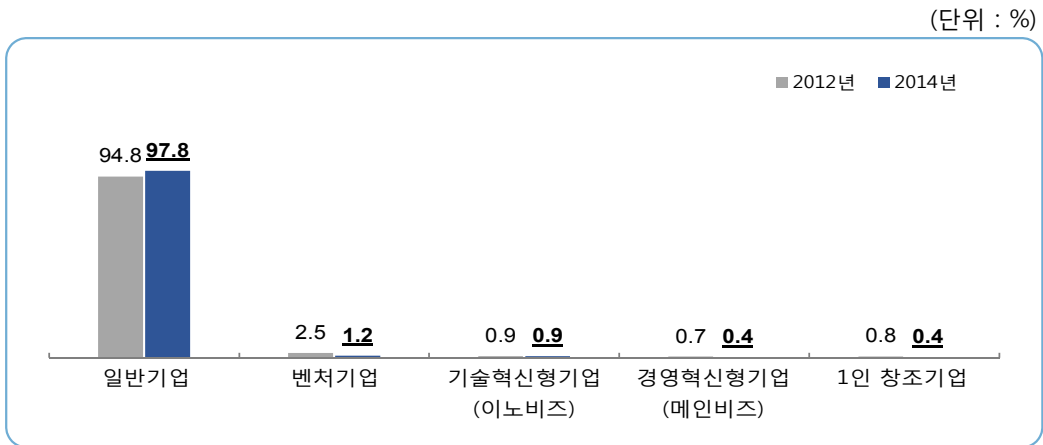 (단위 : %)
2012년 2014년
94.8 97.8
2.5 1.2
0.9 0.9
0.7 0.4
0.8 0.4
일반기업
벤처기업
기술혁신형기업
(이노비즈)
경영혁신형기업
(메인비즈)
1인 창조기업